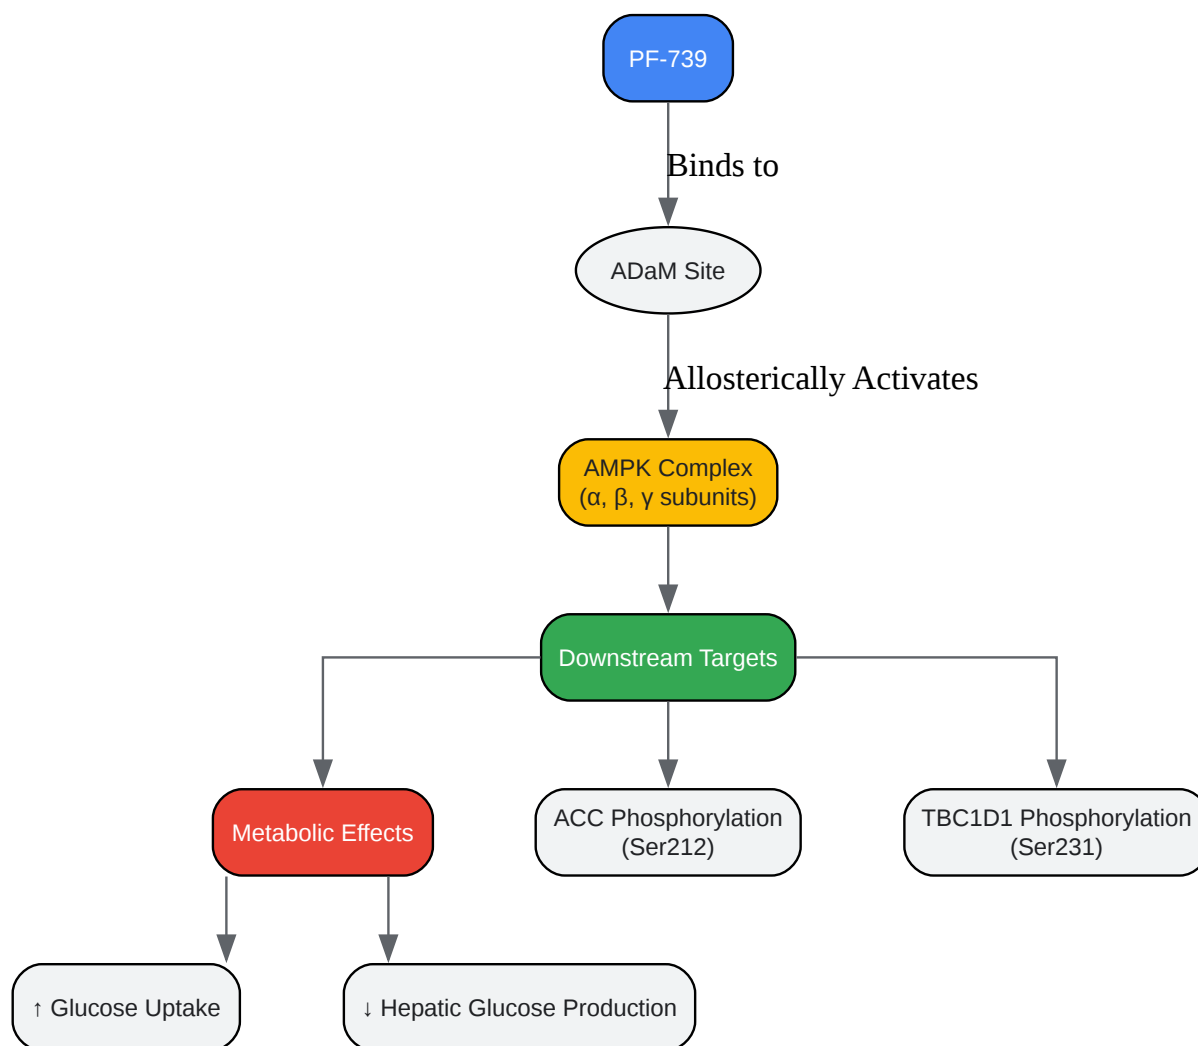 PF-739
Binds to
ADaM Site
Allosterically Activates
AMPK Complex
(α, β, γ subunits)
Downstream Targets
Metabolic Effects
ACC Phosphorylation
(Ser212)
TBC1D1 Phosphorylation
(Ser231)
↑ Glucose Uptake
↓ Hepatic Glucose Production